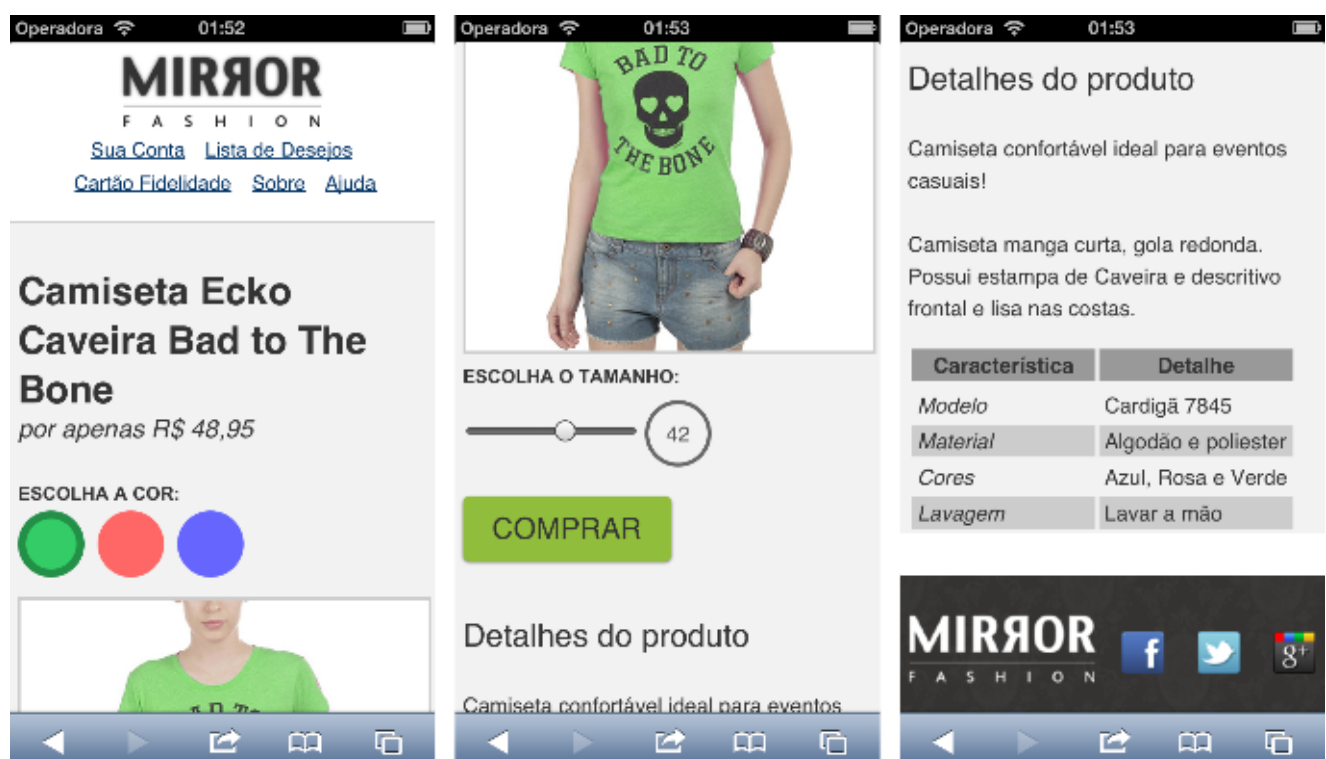 Operadora 01:52
MIRЯOR
FASHION
Sua Conta Lista de Desejos
Cartão Fidelidade Sobre Ajuda
Camiseta Ecko
Caveira Bad to The
Bone
por apenas R$ 48,95
ESCOLHA A COR:
BAD TO
Operadora 01:53
BAD TO
THE BONE
ESCOLHA O TAMANHO:
42
COMPRAR
Detalhes do produto
Camiseta confortável ideal para eventos
Operadora 01:53
Detalhes do produto
Camiseta confortável ideal para eventos
casuais!
Camiseta manga curta, gola redonda.
Possui estampa de Caveira e descritivo
frontal e lisa nas costas.
Característica Detalhe
Modelo Cardigã 7845
Material Algodão e poliester
Cores Azul, Rosa e Verde
Lavagem Lavar a mão
MIRЯOR
FASHION
f
g+